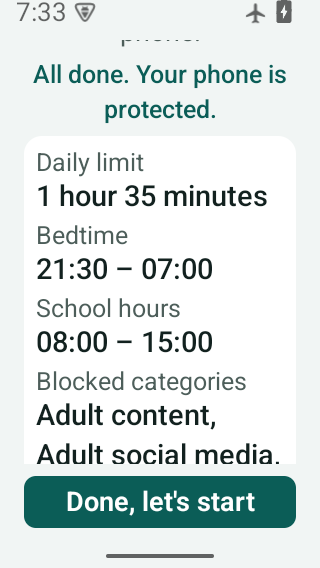 7:33
All done. Your phone is
protected.
Daily limit
1 hour 35 minutes
Bedtime
21:30 – 07:00
School hours
08:00 – 15:00
Blocked categories
Adult content,
Adult social media,
Done, let's start